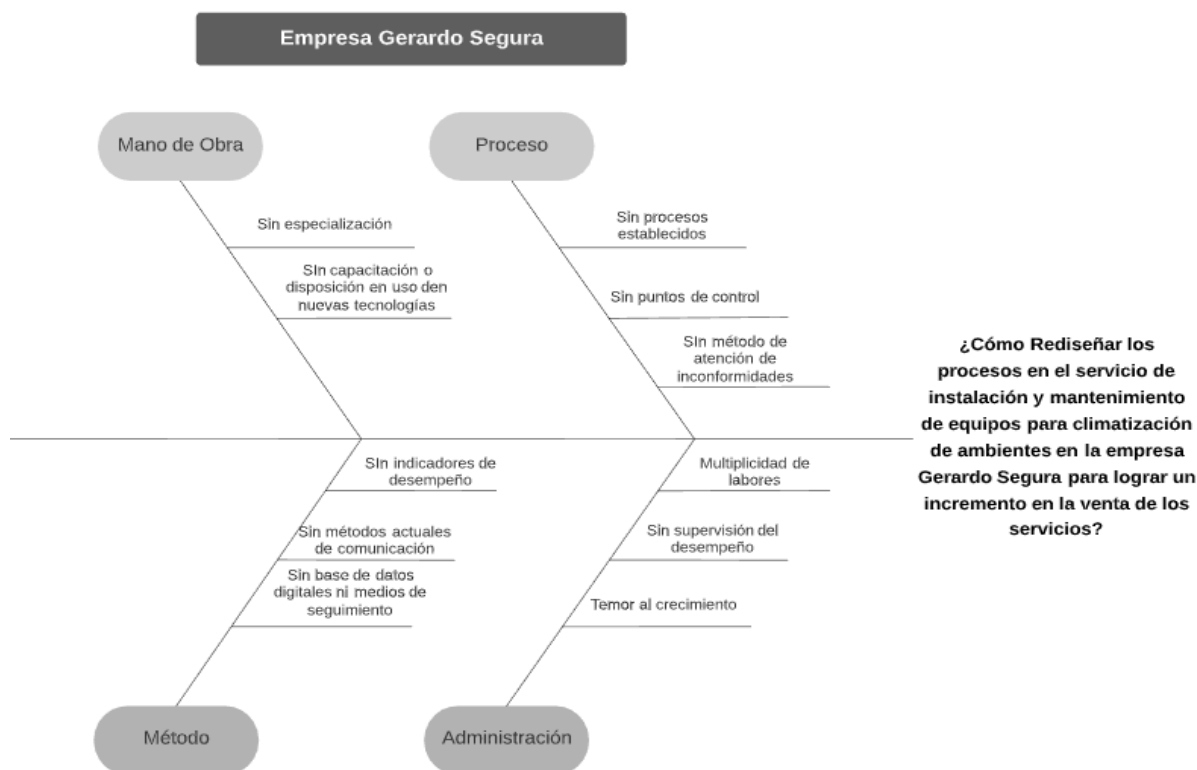 Empresa Gerardo Segura
Mano de Obra
Proceso
Sin especialización
SIn capacitación o
disposición en uso den
nuevas tecnologías
Sin procesos
establecidos
Sin puntos de control
SIn método de
atención de
inconformidades
¿Cómo Rediseñar los
procesos en el servicio de
instalación y mantenimiento
de equipos para climatización
de ambientes en la empresa
Gerardo Segura para lograr un
incremento en la venta de los
servicios?
SIn indicadores de
desempeño
Sin métodos actuales
de comunicación
Sin base de datos
digitales ni medios de
seguimiento
Multiplicidad de
labores
Sin supervisión del
desempeño
Temor al crecimiento
Método
Administración